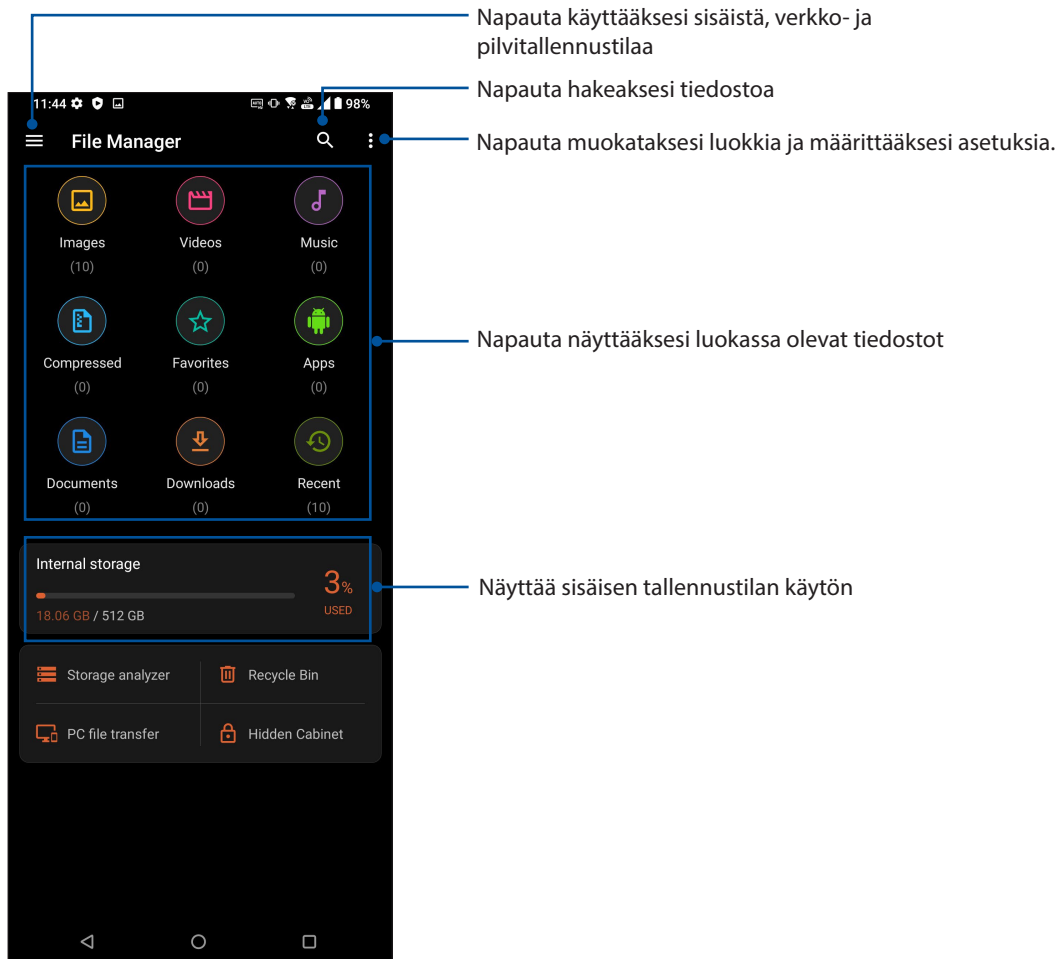 Napauta käyttääksesi sisäistä, verkko- ja
pilvitallennustilaa
Napauta hakeaksesi tiedostoa
Napauta muokataksesi luokkia ja määrittääksesi asetuksia.
11:44 98%
File Manager
Images Videos Music
(10) (0) (0)
Napauta näyttääksesi luokassa olevat tiedostot
Compressed Favorites Apps
(0) (0) (0)
Documents Downloads Recent
(0) (0) (10)
Internal storage
3%
Näyttää sisäisen tallennustilan käytön
18.06 GB / 512 GB USED
Storage analyzer Recycle Bin
PC file transfer Hidden Cabinet